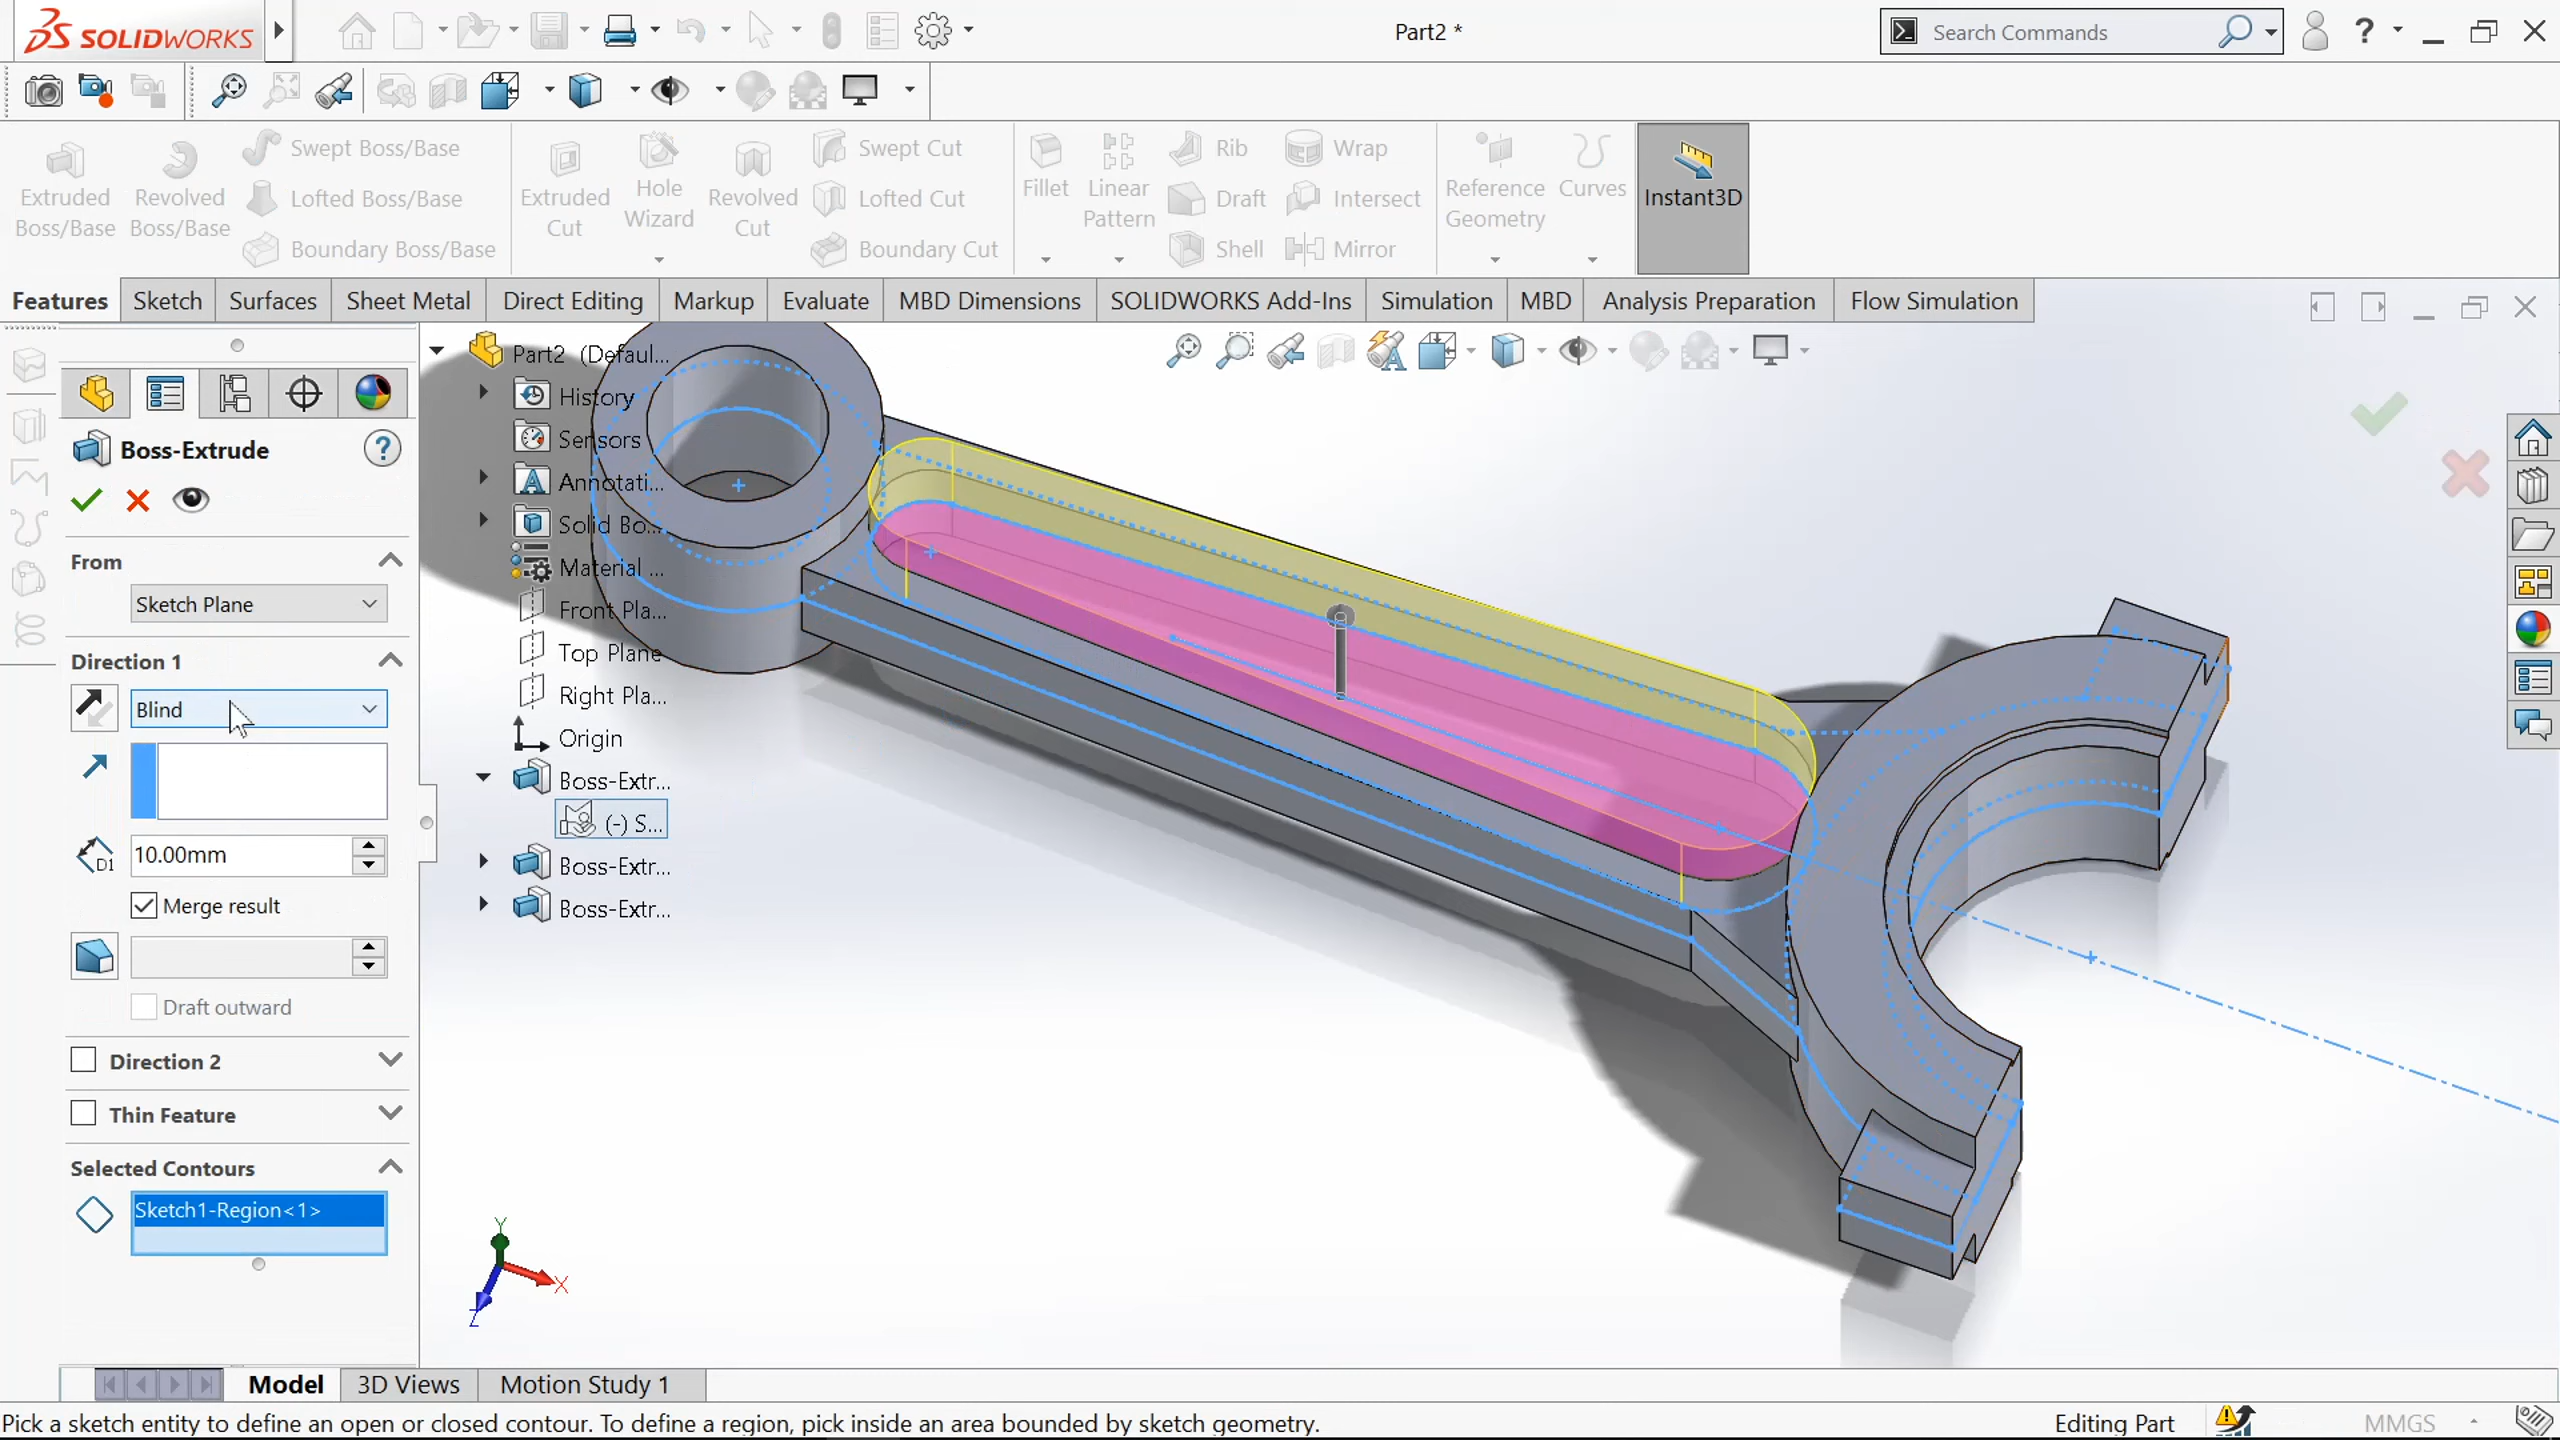 SOLIDWORKS
Part2 *
Search Commands
?
Extruded Boss/Base
Revolved Boss/Base
Swept Boss/Base
Lofted Boss/Base
Boundary Boss/Base
Extruded Cut
Hole Wizard
Revolved Cut
Swept Cut
Lofted Cut
Boundary Cut
Fillet
Linear Pattern
Rib
Draft
Shell
Wrap
Intersect
Mirror
Reference Geometry
Curves
Instant3D
Features
Sketch
Surfaces
Sheet Metal
Direct Editing
Markup
Evaluate
MBD Dimensions
SOLIDWORKS Add-Ins
Simulation
MBD
Analysis Preparation
Flow Simulation
Boss-Extrude
?
From
Sketch Plane
Direction 1
Blind
D1
10.00mm
Merge result
Draft outward
Direction 2
Thin Feature
Selected Contours
Sketch1-Region<1>
Part2 (Defaul...
History
Sensors
Annotati...
Solid Bo...
Material ...
Front Pla...
Top Plane
Right Pla...
Origin
Boss-Extr...
(-) S...
Boss-Extr...
Boss-Extr...
Y
X
Z
Model
3D Views
Motion Study 1
Pick a sketch entity to define an open or closed contour. To define a region, pick inside an area bounded by sketch geometry.
Editing Part
MMGS